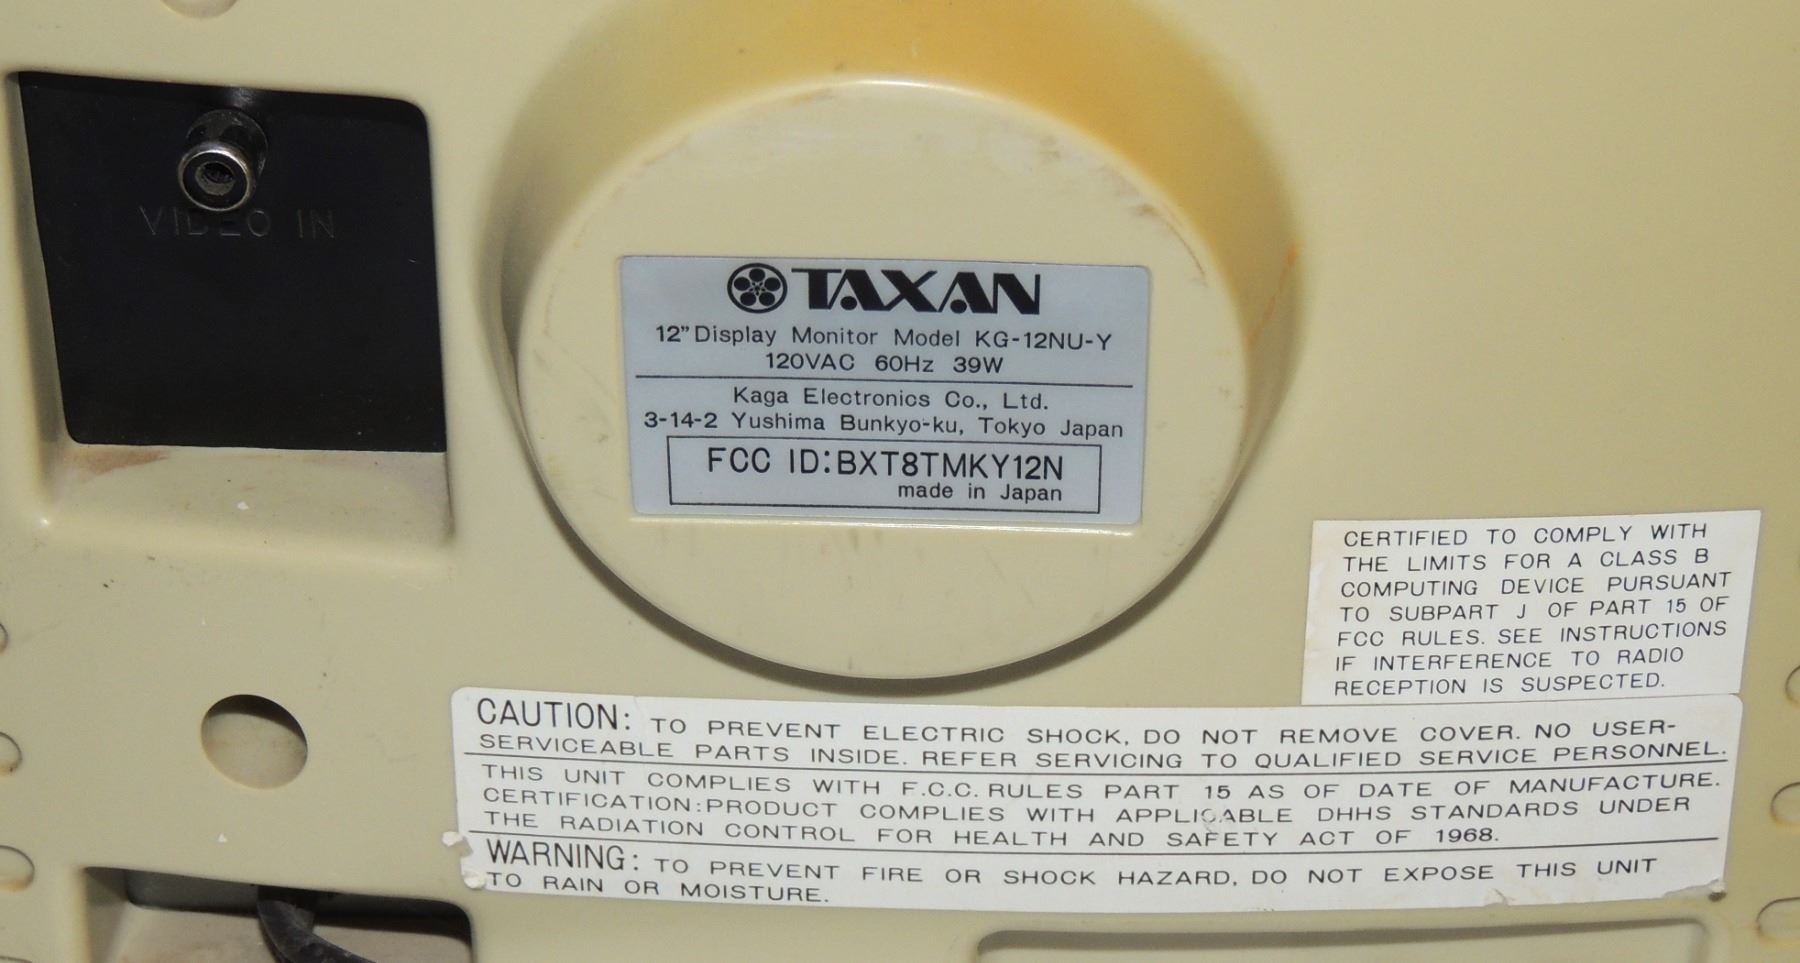 VIDEO IN
TAXAN
12" Display Monitor Model KG-12NU-Y
120VAC 60Hz 39W
Kaga Electronics Co., Ltd.
3-14-2 Yushima Bunkyo-ku, Tokyo Japan
FCC ID:BXT8TMKY12N
made in Japan
CERTIFIED TO COMPLY WITH
THE LIMITS FOR A CLASS B
COMPUTING DEVICE PURSUANT
TO SUBPART J OF PART 15 OF
FCC RULES. SEE INSTRUCTIONS
IF INTERFERENCE TO RADIO
RECEPTION IS SUSPECTED.
CAUTION: TO PREVENT ELECTRIC SHOCK, DO NOT REMOVE COVER. NO USER-
SERVICEABLE PARTS INSIDE. REFER SERVICING TO QUALIFIED SERVICE PERSONNEL.
THIS UNIT COMPLIES WITH F.C.C. RULES PART 15 AS OF DATE OF MANUFACTURE.
CERTIFICATION: PRODUCT COMPLIES WITH APPLICABLE DHHS STANDARDS UNDER
THE RADIATION CONTROL FOR HEALTH AND SAFETY ACT OF 1968.
WARNING: TO PREVENT FIRE OR SHOCK HAZARD, DO NOT EXPOSE THIS UNIT
TO RAIN OR MOISTURE.